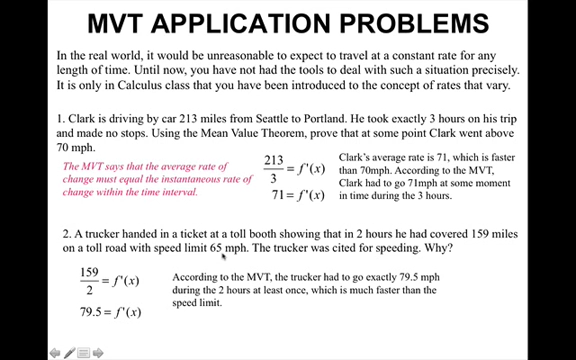 MVT APPLICATION PROBLEMS
In the real world, it would be unreasonable to expect to travel at a constant rate for any
length of time. Until now, you have not had the tools to deal with such a situation precisely.
It is only in Calculus class that you have been introduced to the concept of rates that vary.
1. Clark is driving by car 213 miles from Seattle to Portland. He took exactly 3 hours on his trip
and made no stops. Using the Mean Value Theorem, prove that at some point Clark went above
70 mph.
The MVT says that the average rate of
change must equal the instantaneous rate of
change within the time interval.
213
3
= f'(x)
71 = f'(x)
Clark's average rate is 71, which is faster
than 70mph. According to the MVT,
Clark had to go 71mph at some moment
in time during the 3 hours.
2. A trucker handed in a ticket at a toll booth showing that in 2 hours he had covered 159 miles
on a toll road with speed limit 65 mph. The trucker was cited for speeding. Why?
159
2
= f'(x)
79.5 = f'(x)
According to the MVT, the trucker had to go exactly 79.5 mph
during the 2 hours at least once, which is much faster than the
speed limit.